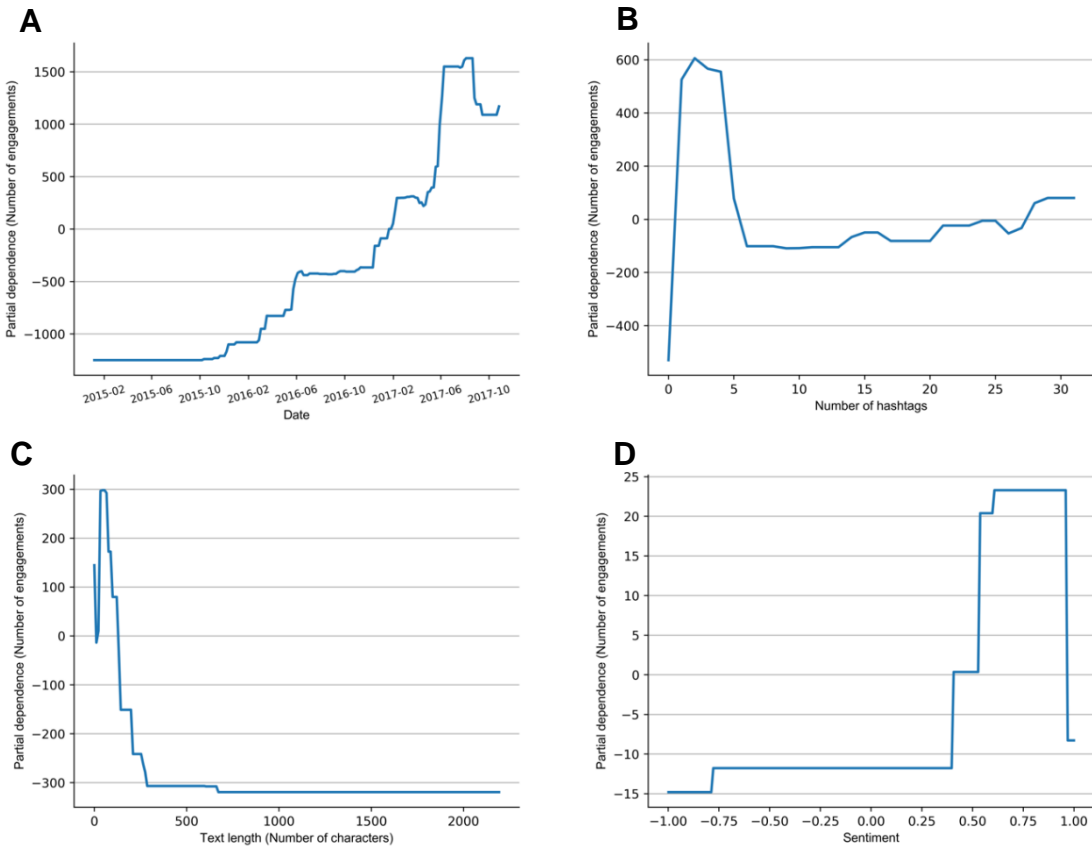 A
Partial dependence (Number of engagements)
1500
1000
500
0
−500
−1000
2015-02 2015-06 2015-10 2016-02 2016-06 2016-10 2017-02 2017-06 2017-10
Date
B
Partial dependence (Number of engagements)
600
400
200
0
−200
−400
0 5 10 15 20 25 30
Number of hashtags
C
Partial dependence (Number of engagements)
300
200
100
0
−100
−200
−300
0 500 1000 1500 2000
Text length (Number of characters)
D
Partial dependence (Number of engagements)
25
20
15
10
5
0
−5
−10
−15
−1.00 −0.75 −0.50 −0.25 0.00 0.25 0.50 0.75 1.00
Sentiment